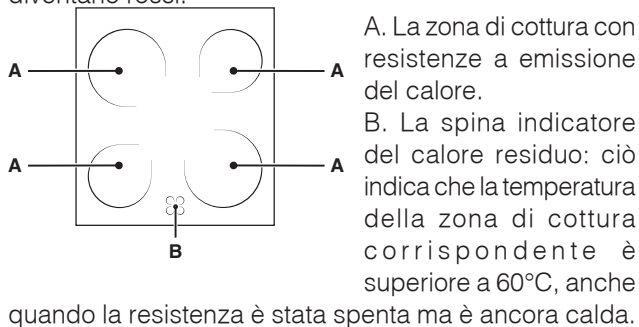 diventano rossi.
A
A
A
A
B
A. La zona di cottura con
resistenze a emissione
del calore.
B. La spina indicatore
del calore residuo: ciò
indica che la temperatura
della zona di cottura
corrispondente è
superiore a 60°C, anche
quando la resistenza è stata spenta ma è ancora calda.